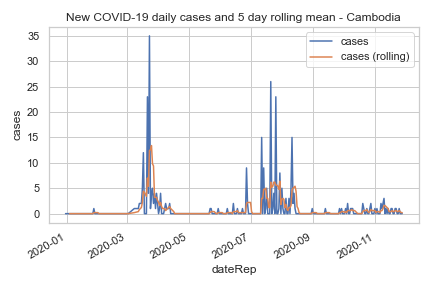 New COVID-19 daily cases and 5 day rolling mean - Cambodia
cases
cases (rolling)
35
30
25
20
15
10
5
0
cases
2020-01
2020-03
2020-05
2020-07
2020-09
2020-11
dateRep